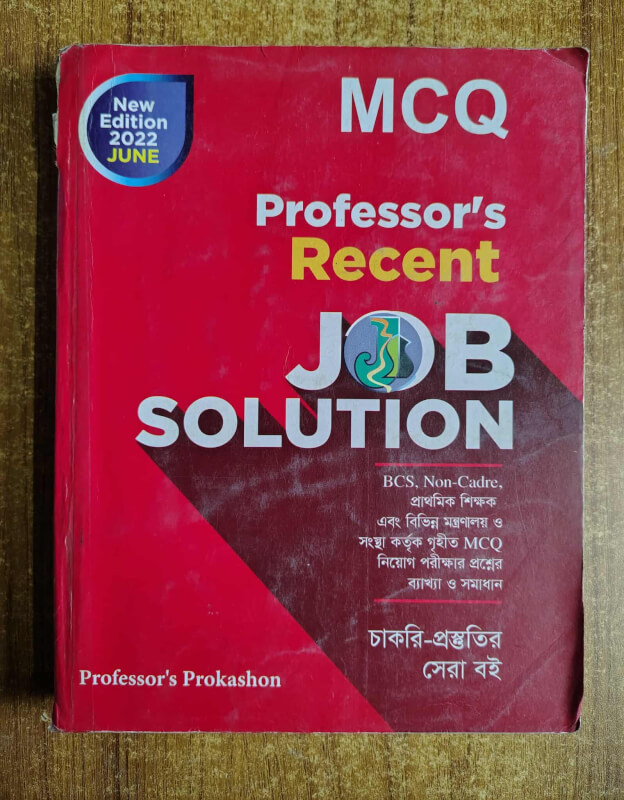 New
Edition
2022
JUNE
MCQ
Professor's
Recent
JOB
SOLUTION
BCS, Non-Cadre,
প্রাথমিক শিক্ষক
এবং বিভিন্ন মন্ত্রণালয় ও
সংস্থা কর্তৃক গৃহীত MCQ
নিয়োগ পরীক্ষার প্রশ্নের
ব্যাখ্যা ও সমাধান
চাকরি-প্রস্তুতির
সেরা বই
Professor's Prokashon